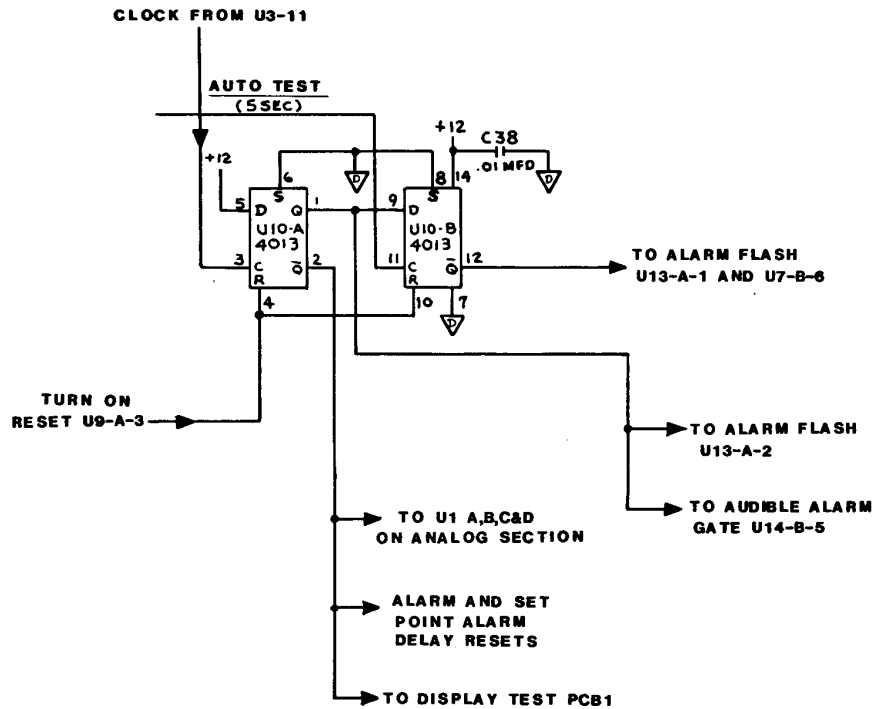 CLOCK FROM U3-11
AUTO TEST
(5SEC)
+12
+12
C38
.01MFD
D
D
6
8
14
S
S
5
D
Q
1
9
D
U10-A
4013
U10-B
4013
3
C
Q̅
2
11
C
Q̅
12
R
R
4
10
7
D
TO ALARM FLASH
U13-A-1 AND U7-B-6
TURN ON
RESET U9-A-3
TO ALARM FLASH
U13-A-2
TO AUDIBLE ALARM
GATE U14-B-5
TO U1 A,B,C&D
ON ANALOG SECTION
ALARM AND SET
POINT ALARM
DELAY RESETS
TO DISPLAY TEST PCB1